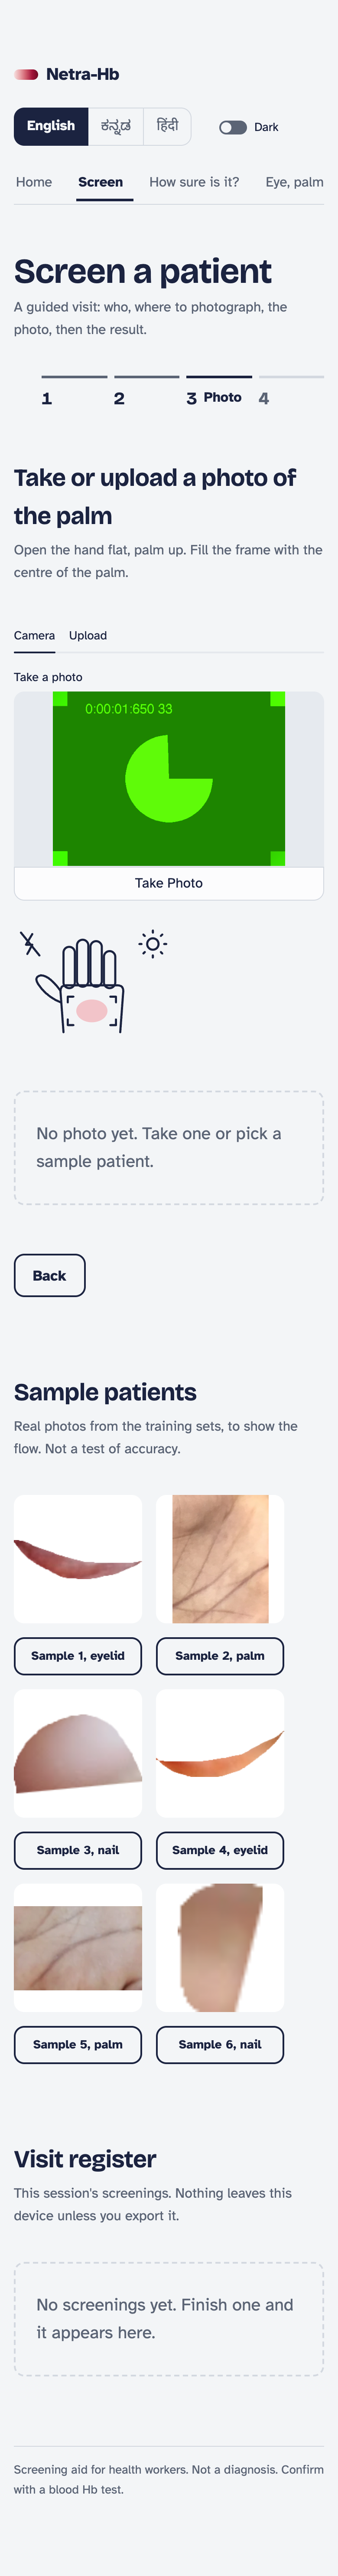 Netra-Hb
English ಕನ್ನಡ हिंदी Dark
Home Screen How sure is it? Eye, palm
Screen a patient
A guided visit: who, where to photograph, the
photo, then the result.
1 2 3 Photo 4
Take or upload a photo of
the palm
Open the hand flat, palm up. Fill the frame with the
centre of the palm.
Camera Upload
Take a photo
0:00:01:650 33
Take Photo
No photo yet. Take one or pick a
sample patient.
Back
Sample patients
Real photos from the training sets, to show the
flow. Not a test of accuracy.
Sample 1, eyelid Sample 2, palm
Sample 3, nail Sample 4, eyelid
Sample 5, palm Sample 6, nail
Visit register
This session's screenings. Nothing leaves this
device unless you export it.
No screenings yet. Finish one and
it appears here.
Screening aid for health workers. Not a diagnosis. Confirm
with a blood Hb test.